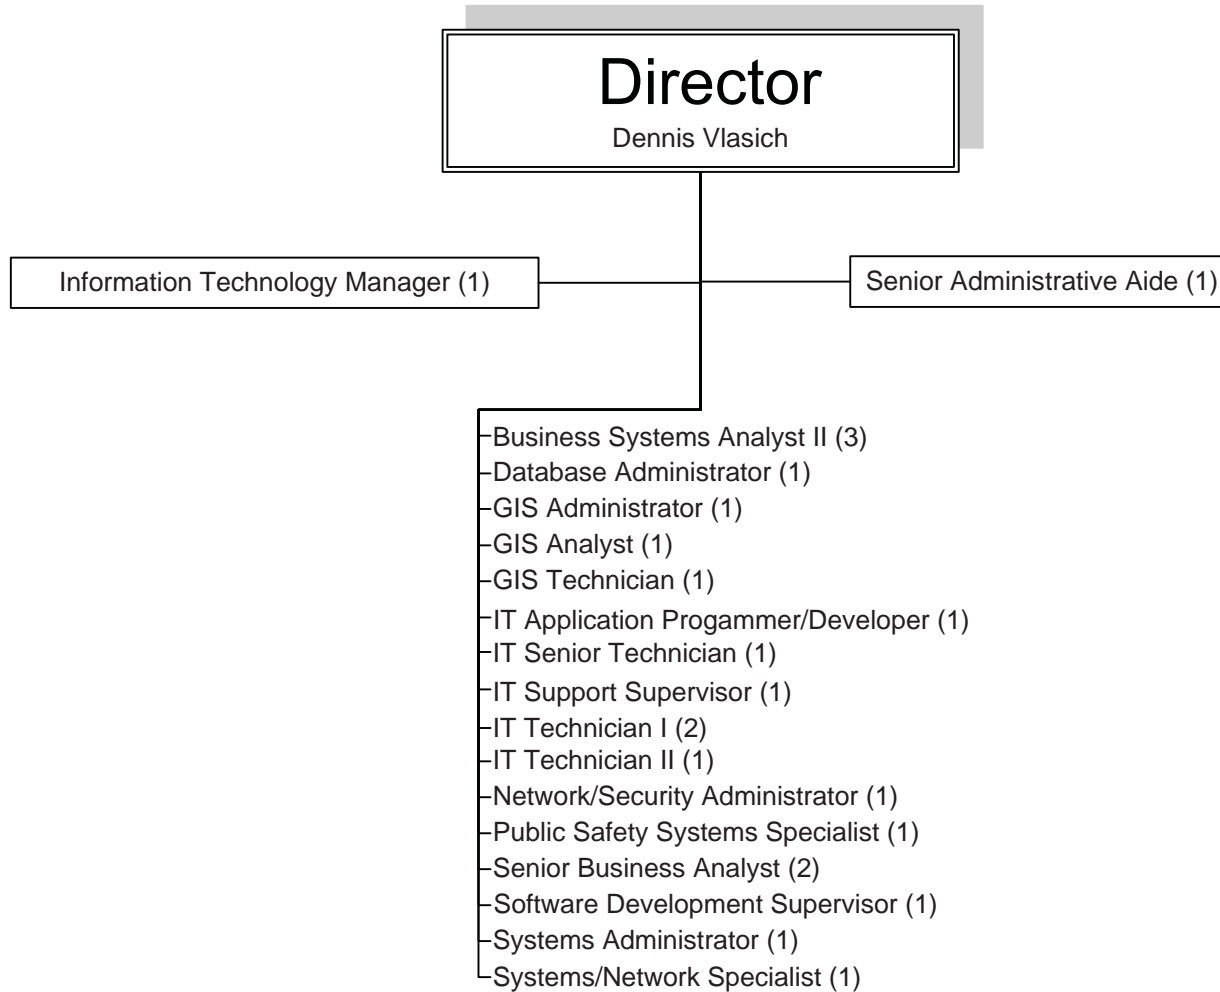 Director
Dennis Vlasich
Information Technology Manager (1)
Senior Administrative Aide (1)
Business Systems Analyst II (3)
Database Administrator (1)
GIS Administrator (1)
GIS Analyst (1)
GIS Technician (1)
IT Application Progammer/Developer (1)
IT Senior Technician (1)
IT Support Supervisor (1)
IT Technician I (2)
IT Technician II (1)
Network/Security Administrator (1)
Public Safety Systems Specialist (1)
Senior Business Analyst (2)
Software Development Supervisor (1)
Systems Administrator (1)
Systems/Network Specialist (1)